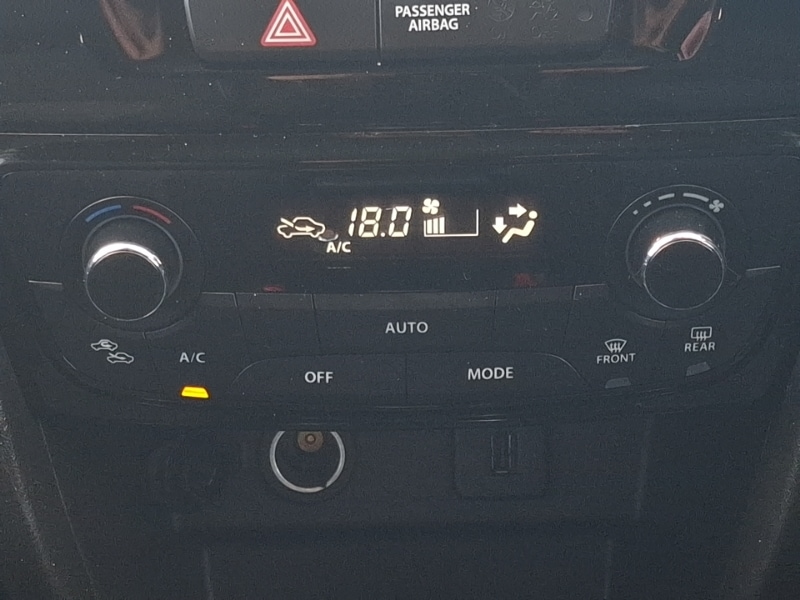 PASSENGER
AIRBAG
18.0
A/C
AUTO
A/C
OFF
MODE
FRONT
REAR